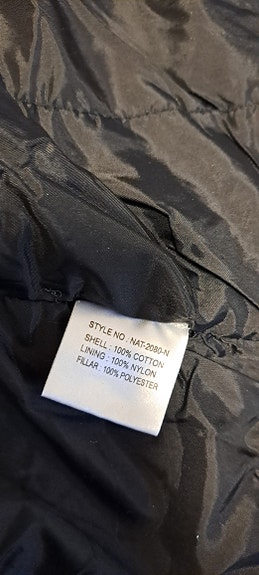 STYLE NO : NAT-2080-N
SHELL : 100% COTTON
LINING : 100% NYLON
FILLAR : 100% POLYESTER